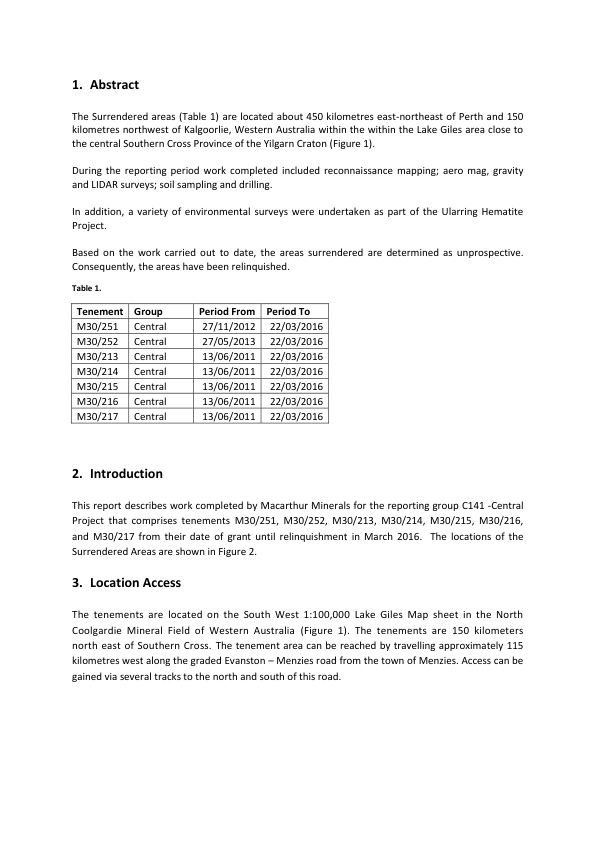 1. Abstract
The Surrendered areas (Table 1) are located about 450 kilometres east-northeast of Perth and 150
kilometres northwest of Kalgoorlie, Western Australia within the within the Lake Giles area close to
the central Southern Cross Province of the Yilgarn Craton (Figure 1).
During the reporting period work completed included reconnaissance mapping; aero mag, gravity
and LIDAR surveys; soil sampling and drilling.
In addition, a variety of environmental surveys were undertaken as part of the Ularring Hematite
Project.
Based on the work carried out to date, the areas surrendered are determined as unprospective.
Consequently, the areas have been relinquished.
Table 1.
Tenement Group Period From Period To
M30/251 Central 27/11/2012 22/03/2016
M30/252 Central 27/05/2013 22/03/2016
M30/213 Central 13/06/2011 22/03/2016
M30/214 Central 13/06/2011 22/03/2016
M30/215 Central 13/06/2011 22/03/2016
M30/216 Central 13/06/2011 22/03/2016
M30/217 Central 13/06/2011 22/03/2016
2. Introduction
This report describes work completed by Macarthur Minerals for the reporting group C141 -Central
Project that comprises tenements M30/251, M30/252, M30/213, M30/214, M30/215, M30/216,
and M30/217 from their date of grant until relinquishment in March 2016. The locations of the
Surrendered Areas are shown in Figure 2.
3. Location Access
The tenements are located on the South West 1:100,000 Lake Giles Map sheet in the North
Coolgardie Mineral Field of Western Australia (Figure 1). The tenements are 150 kilometers
north east of Southern Cross. The tenement area can be reached by travelling approximately 115
kilometres west along the graded Evanston – Menzies road from the town of Menzies. Access can be
gained via several tracks to the north and south of this road.